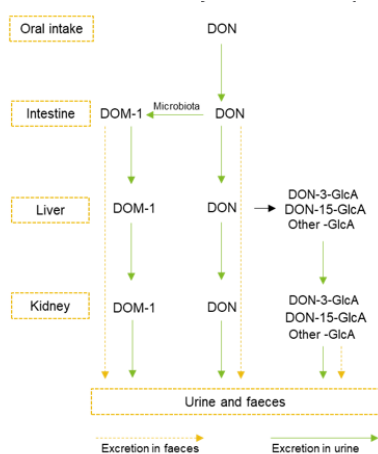 Oral intake
DON
Microbiota
Intestine
DOM-1
DON
Liver
DOM-1
DON
DON-3-GlcA
DON-15-GlcA
Other -GlcA
Kidney
DOM-1
DON
DON-3-GlcA
DON-15-GlcA
Other -GlcA
Urine and faeces
Excretion in faeces
Excretion in urine